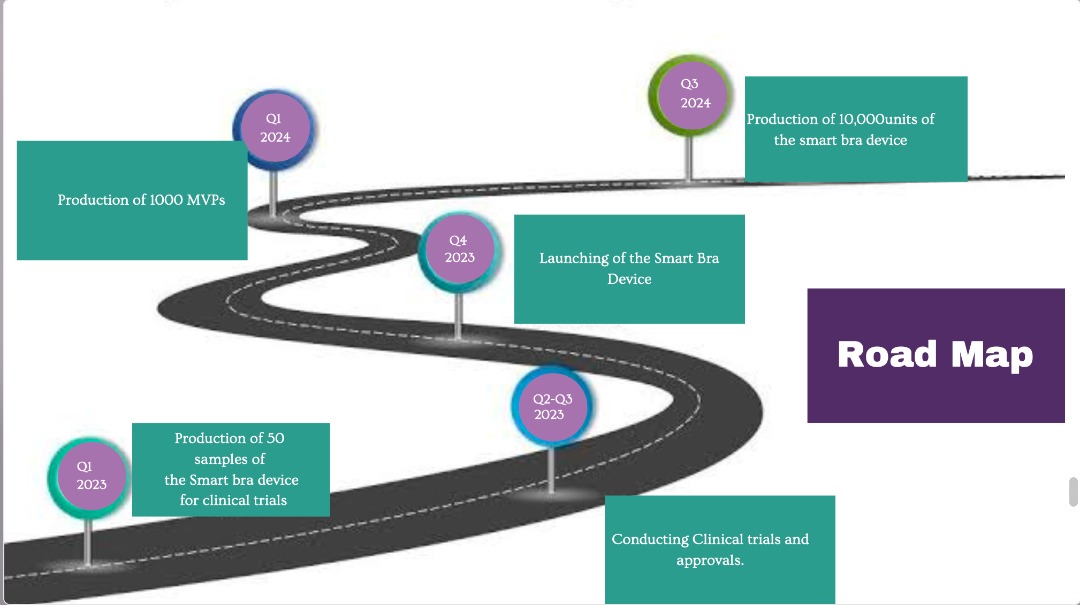 Q3
2024
Production of 10,000units of
the smart bra device
Q1
2024
Production of 1000 MVPs
Q4
2023
Launching of the Smart Bra
Device
Road Map
Q2-Q3
2023
Conducting Clinical trials and
approvals.
Q1
2023
Production of 50
samples of
the Smart bra device
for clinical trials